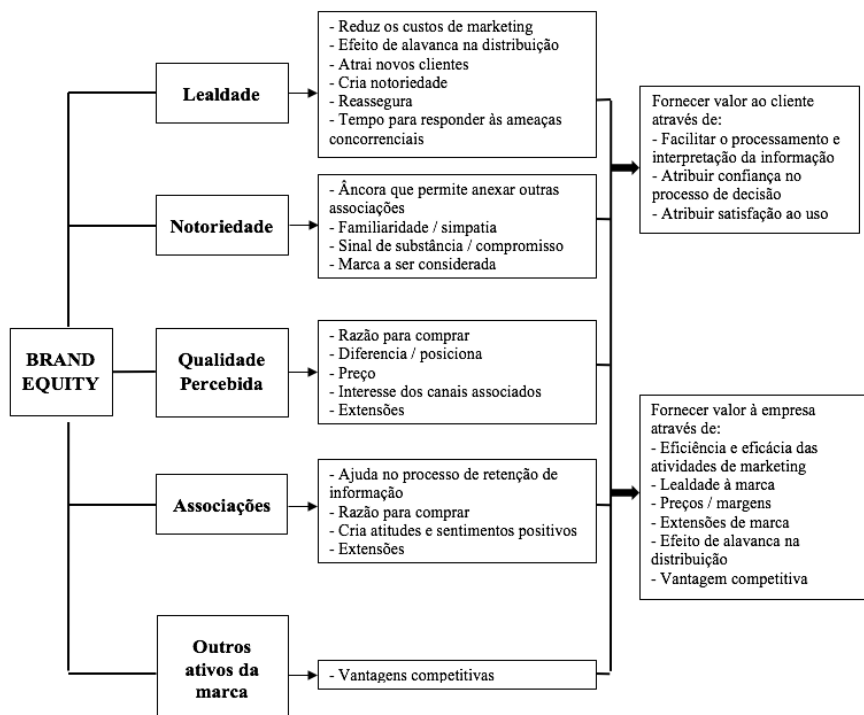 BRAND
EQUITY
Lealdade
- Reduz os custos de marketing
- Efeito de alavanca na distribuição
- Atrai novos clientes
- Cria notoriedade
- Reassegura
- Tempo para responder às ameaças
concorrenciais
Notoriedade
- Âncora que permite anexar outras
associações
- Familiaridade / simpatia
- Sinal de substância / compromisso
- Marca a ser considerada
Qualidade
Percebida
- Razão para comprar
- Diferencia / posiciona
- Preço
- Interesse dos canais associados
- Extensões
Associações
- Ajuda no processo de retenção de
informação
- Razão para comprar
- Cria atitudes e sentimentos positivos
- Extensões
Outros
ativos da
marca
- Vantagens competitivas
Fornecer valor ao cliente
através de:
- Facilitar o processamento e
interpretação da informação
- Atribuir confiança no
processo de decisão
- Atribuir satisfação ao uso
Fornecer valor à empresa
através de:
- Eficiência e eficácia das
atividades de marketing
- Lealdade à marca
- Preços / margens
- Extensões de marca
- Efeito de alavanca na
distribuição
- Vantagem competitiva